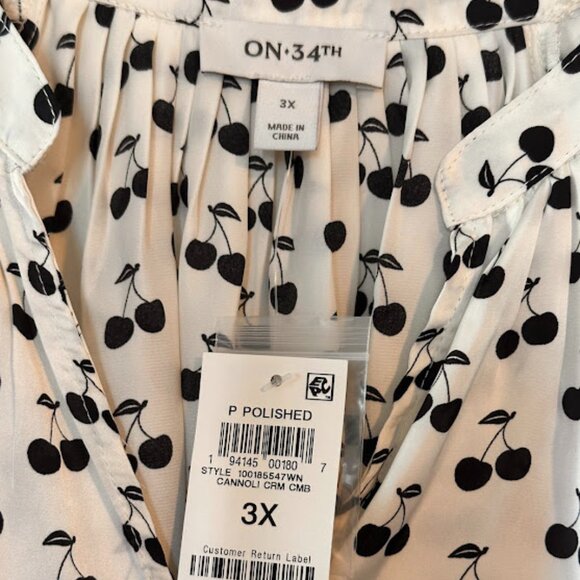 ON•34TH
3X
MADE IN
CHINA
EPC
P POLISHED
1 94145 00180 7
STYLE 100185547WN
CANNOLI CRM CMB
3X
Customer Return Label